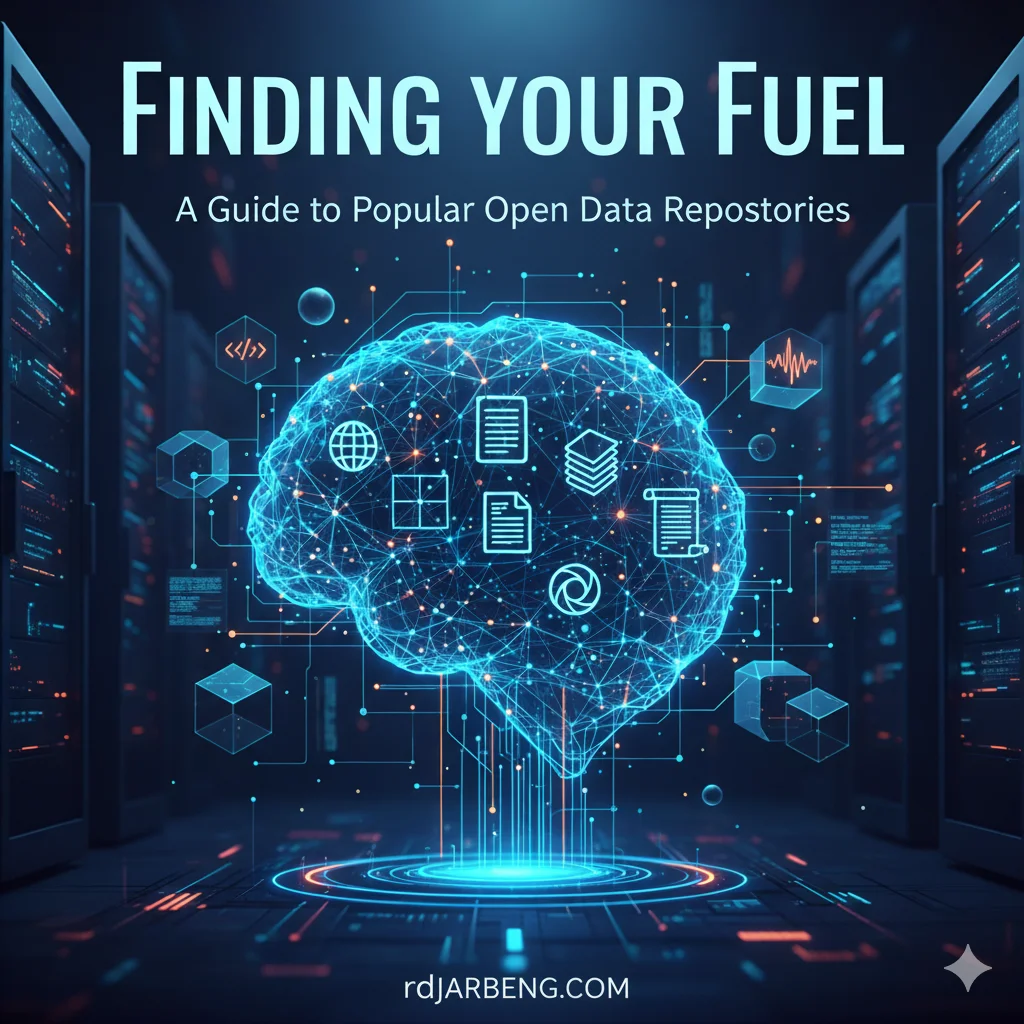 FINDING YOUR FUEL
A Guide to Popular Open Data Repostories
</>
rdJARBENG.COM